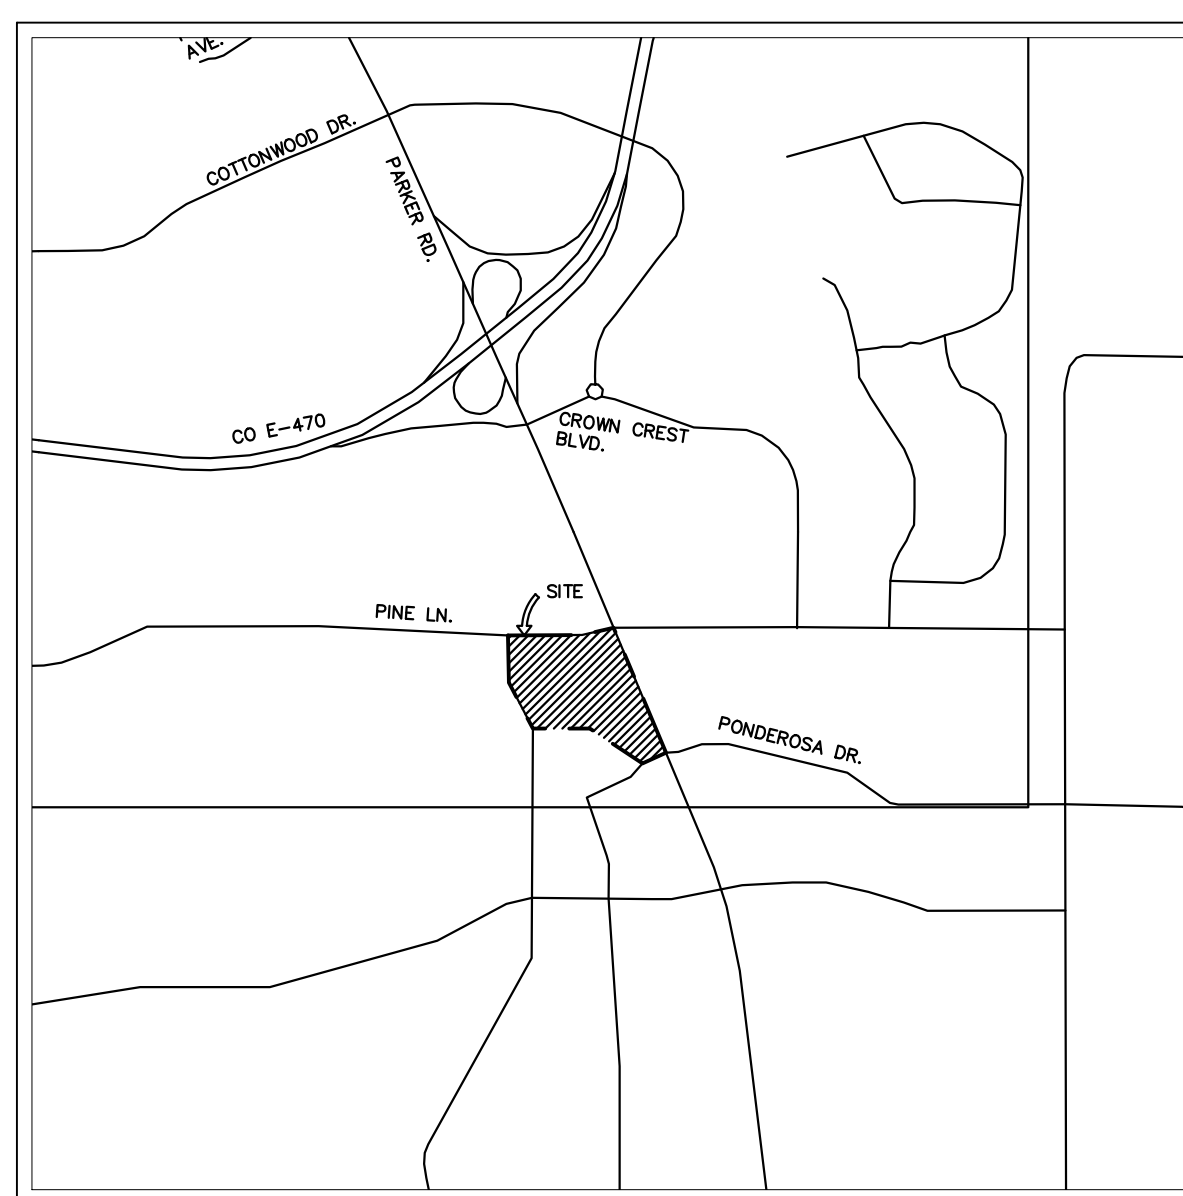 AVE.
COTTONWOOD DR.
PARKER RD.
CO E-470
CROWN CREST
BLVD.
SITE
PINE LN.
PONDEROSA DR.